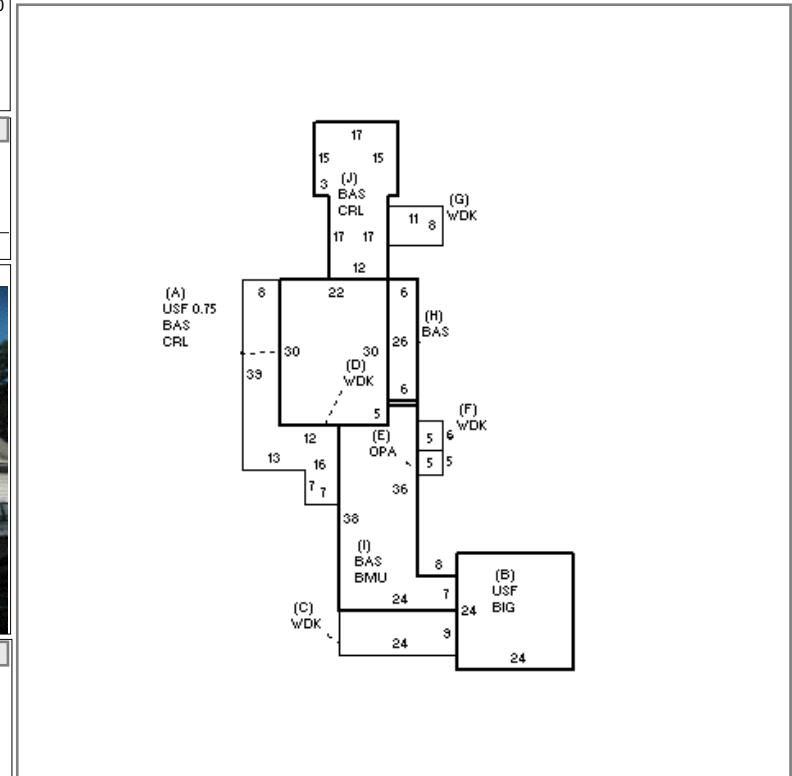 17
15 15
3
(J)
BAS
CRL
(G)
WDK
11 8
17 17
12
(A)
USF 0.75
BAS
CRL
8
22
6
(H)
BAS
30
30
26
39
(D)
WDK
6
5
(F)
WDK
12
(E)
OPA
5 6
13
16
5 5
7 7
36
38
(I)
BAS
BMU
8
(B)
USF
BIG
7
24
24
(C)
WDK
9
24
24